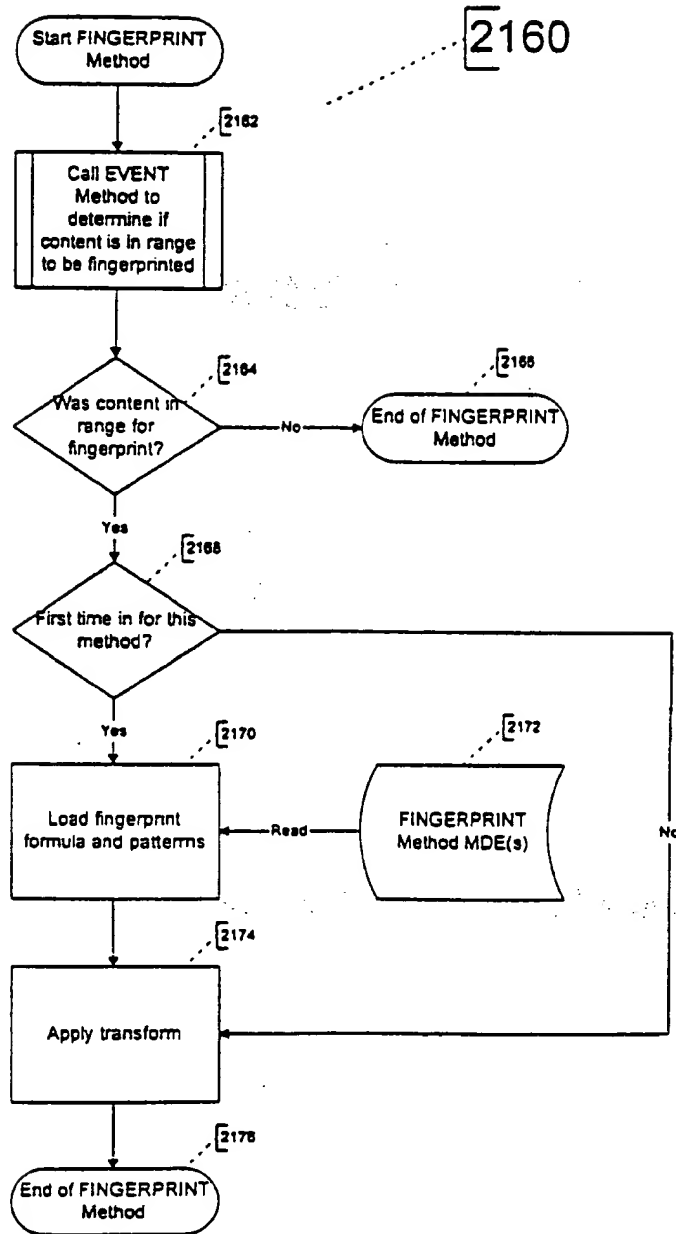 Start FINGERPRINT
Method
2160
2162
Call EVENT
Method to
determine if
content is in range
to be fingerprinted
2164
Was content in
range for
fingerprint?
No
2166
End of FINGERPRINT
Method
Yes
2168
First time in for this
method?
Yes
2170
Load fingerprint
formula and patterns
Read
2172
FINGERPRINT
Method MDE(s)
No
2174
Apply transform
2176
End of FINGERPRINT
Method